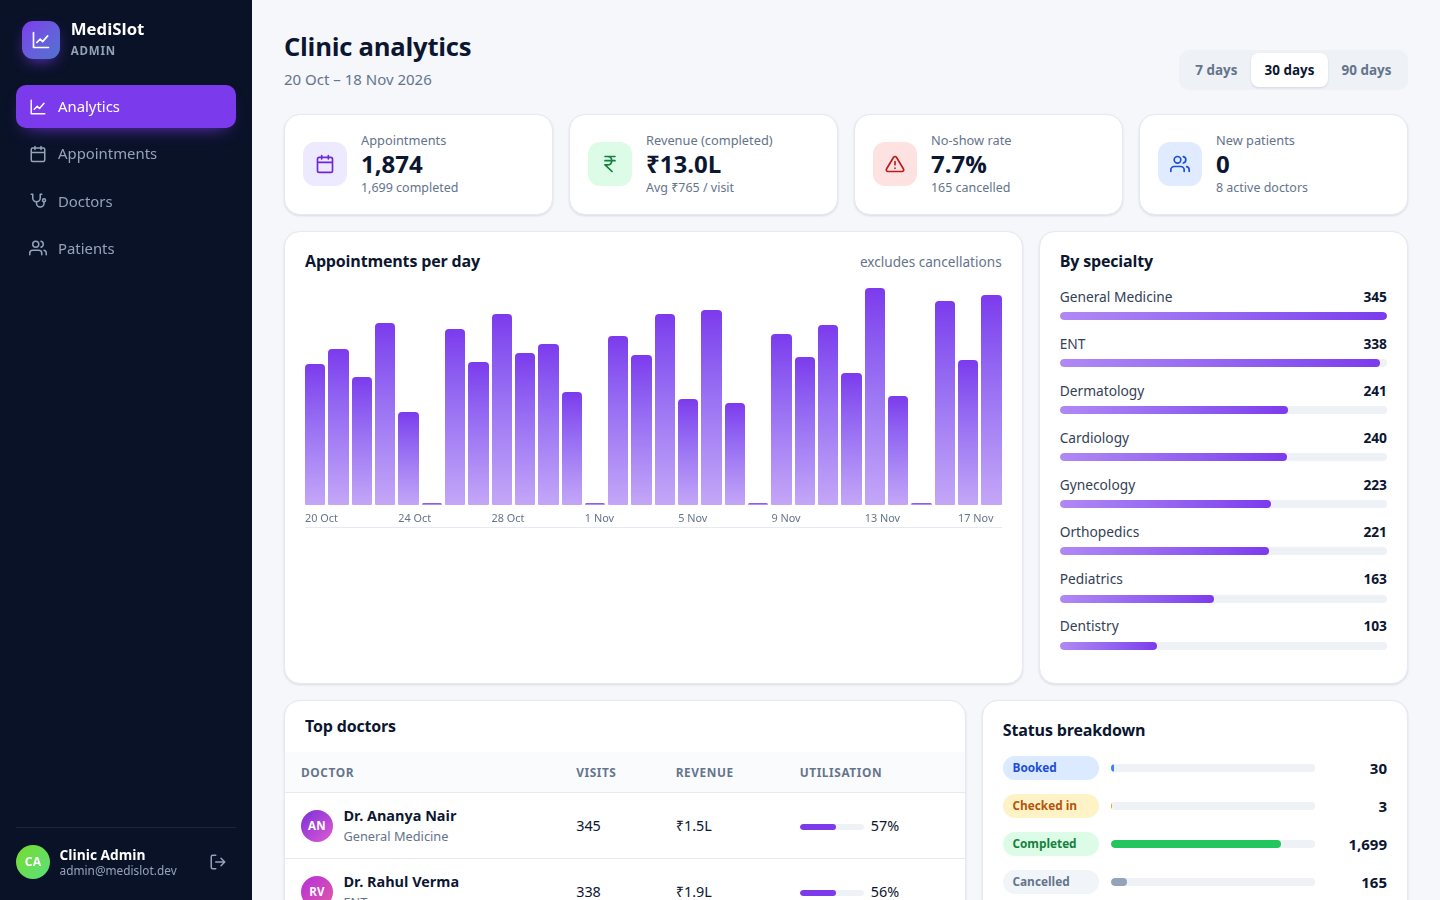 MediSlot
ADMIN
Analytics
Appointments
Doctors
Patients
Clinic Admin
admin@medislot.dev
CA
Clinic analytics
20 Oct – 18 Nov 2026
7 days
30 days
90 days
Appointments
1,874
1,699 completed
Revenue (completed)
₹13.0L
Avg ₹765 / visit
No-show rate
7.7%
165 cancelled
New patients
0
8 active doctors
Appointments per day
excludes cancellations
20 Oct
24 Oct
28 Oct
1 Nov
5 Nov
9 Nov
13 Nov
17 Nov
By specialty
General Medicine 345
ENT 338
Dermatology 241
Cardiology 240
Gynecology 223
Orthopedics 221
Pediatrics 163
Dentistry 103
Top doctors
DOCTOR VISITS REVENUE UTILISATION
AN
Dr. Ananya Nair
General Medicine
345 ₹1.5L 57%
RV
Dr. Rahul Verma
338 ₹1.9L 56%
Status breakdown
Booked 30
Checked in 3
Completed 1,699
Cancelled 165